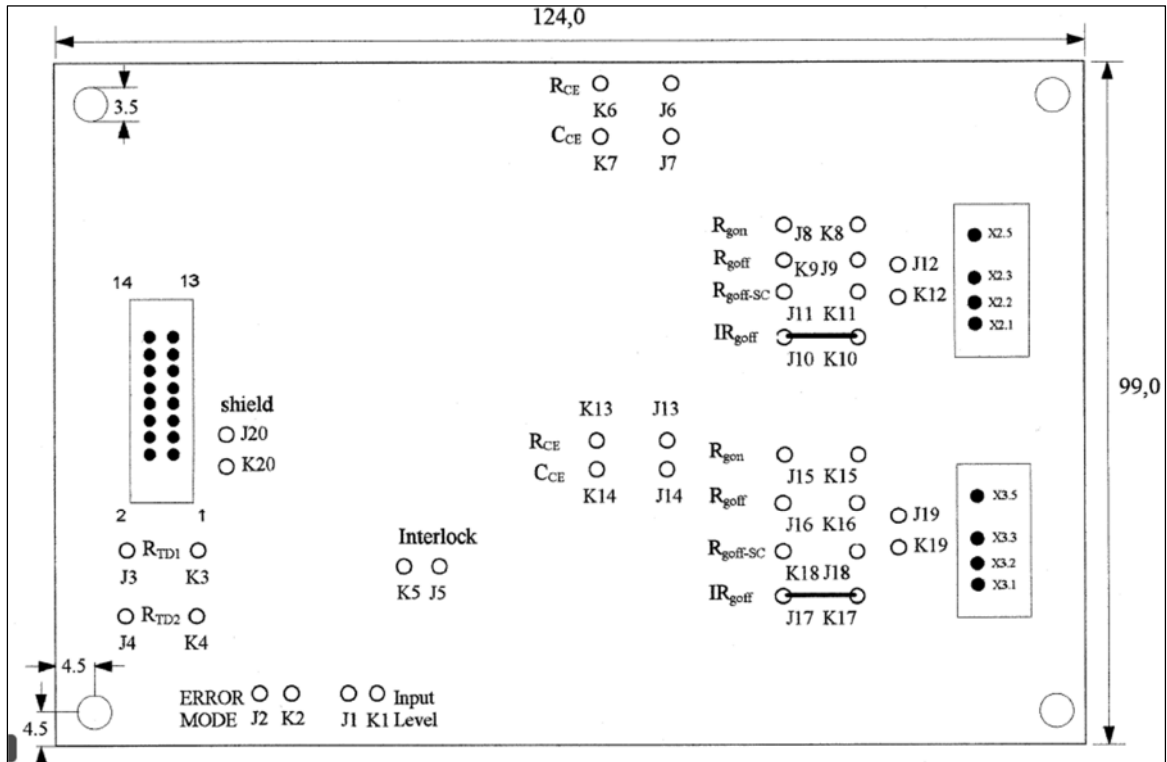 124,0
3.5
RCE
K6 J6
CCE
K7 J7
Rgon
J8 K8
X2.5
Rgoff
K9 J9
J12
X2.3
Rgoff-SC
K12
X2.2
J11 K11
X2.1
IRgoff
J10 K10
14 13
99,0
shield
J20
K20
K13 J13
RCE
CCE
K14 J14
Rgon
J15 K15
X3.5
Rgoff
J16 K16
J19
X3.3
K19
Rgoff-SC
X3.2
K18 J18
X3.1
IRgoff
J17 K17
2 1
RTD1
J3 K3
Interlock
K5 J5
RTD2
J4 K4
4.5
4.5
ERROR
MODE J2 K2
Input
J1 K1 Level